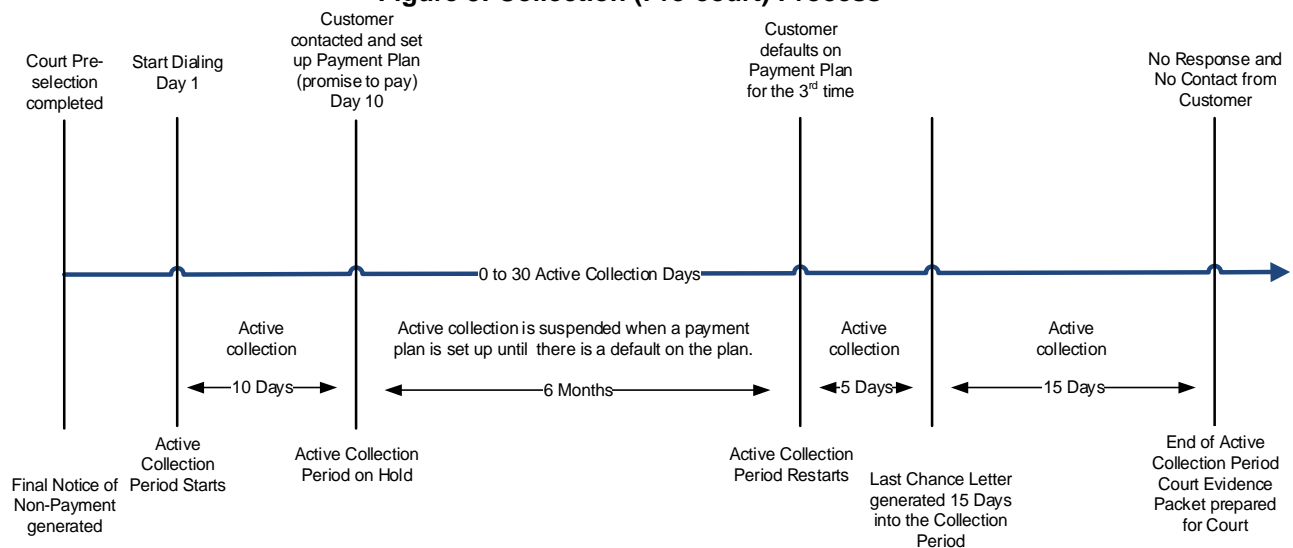 Customer
contacted and set
up Payment Plan
(promise to pay)
Day 10
Court Pre-
selection
completed
Start Dialing
Day 1
Customer
defaults on
Payment Plan
for the 3rd time
No Response and
No Contact from
Customer
0 to 30 Active Collection Days
Active
collection
10 Days
Active collection is suspended when a payment
plan is set up until there is a default on the plan.
6 Months
Active
collection
5 Days
Active
collection
15 Days
Final Notice of
Non-Payment
generated
Active
Collection
Period Starts
Active Collection
Period on Hold
Active Collection
Period Restarts
Last Chance Letter
generated 15 Days
into the Collection
Period
End of Active
Collection Period
Court Evidence
Packet prepared
for Court